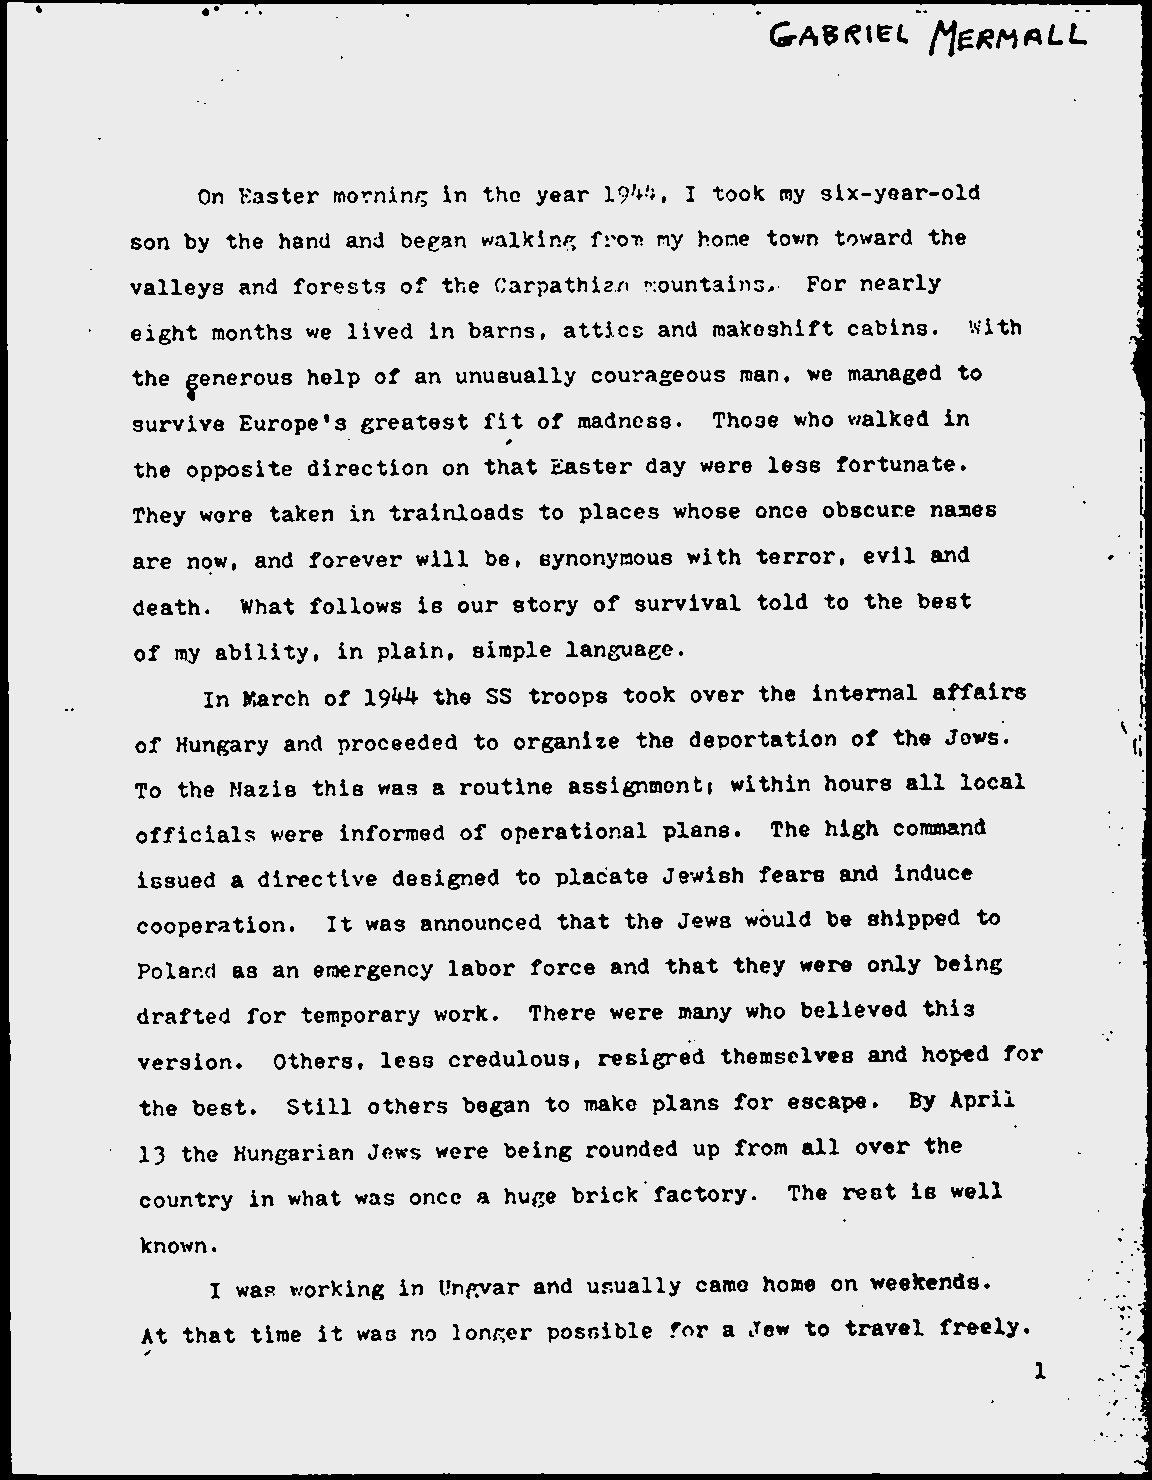 GABRIEL MERMALL
On Easter morning in the year 1944, I took my six-year-old
son by the hand and began walking from my home town toward the
valleys and forests of the Carpathian mountains. For nearly
eight months we lived in barns, attics and makeshift cabins. With
the generous help of an unusually courageous man, we managed to
survive Europe's greatest fit of madness. Those who walked in
the opposite direction on that Easter day were less fortunate.
They were taken in trainloads to places whose once obscure names
are now, and forever will be, synonymous with terror, evil and
death. What follows is our story of survival told to the best
of my ability, in plain, simple language.
In March of 1944 the SS troops took over the internal affairs
of Hungary and proceeded to organize the deportation of the Jews.
To the Nazis this was a routine assignment; within hours all local
officials were informed of operational plans. The high command
issued a directive designed to placate Jewish fears and induce
cooperation. It was announced that the Jews would be shipped to
Poland as an emergency labor force and that they were only being
drafted for temporary work. There were many who believed this
version. Others, less credulous, resigned themselves and hoped for
the best. Still others began to make plans for escape. By April
13 the Hungarian Jews were being rounded up from all over the
country in what was once a huge brick factory. The rest is well
known.
I was working in Ungvar and usually came home on weekends.
At that time it was no longer possible for a Jew to travel freely.
1